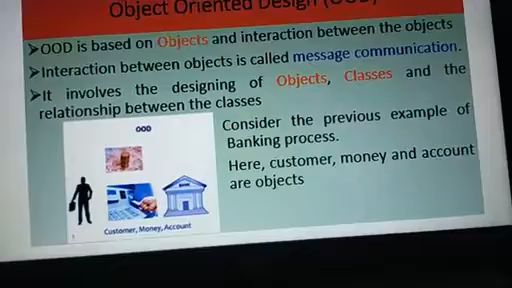 Object Oriented Design (OOD)
➢OOD is based on Objects and interaction between the objects
➢Interaction between objects is called message communication.
➢It involves the designing of Objects, Classes and the
relationship between the classes
OOD
Consider the previous example of
Banking process.
Here, customer, money and account
are objects
Customer, Money, Account